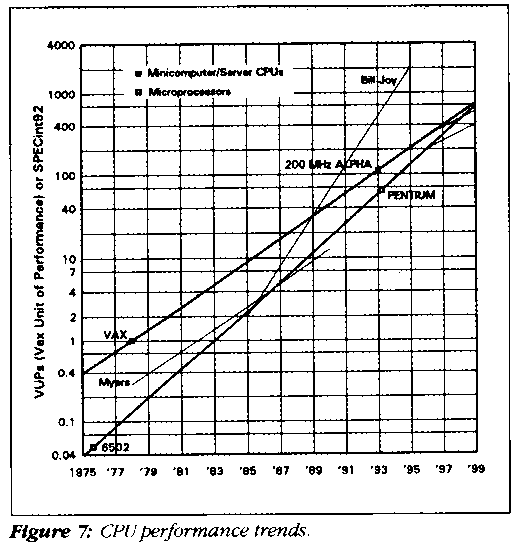 4000
1000
400
100
40
10
7
4
2
1
0.4
0.1
0.04
VUPs (Vax Unit of Performance) or SPECint92
Minicomputer/Server CPUs
Microprocessors
Bill Joy
200 MHz ALPHA
PENTIUM
VAX
Myers
6502
1975 '77 '79 '81 '83 '85 '87 '89 '91 '93 '95 '97 '99
Figure 7: CPU performance trends.